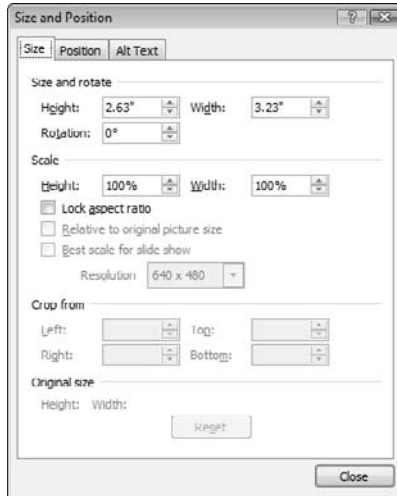 Size and Position
Size Position Alt Text
Size and rotate
Height: 2.63" Width: 3.23"
Rotation: 0°
Scale
Height: 100% Width: 100%
Lock aspect ratio
Relative to original picture size
Best scale for slide show
Resolution 640 x 480
Crop from
Left: Top:
Right: Bottom:
Original size
Height: Width:
Reset
Close